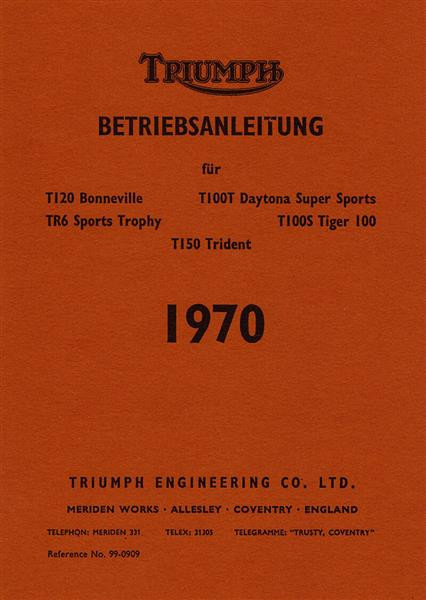 TRIUMPH
BETRIEBSANLEITUNG
für
T120 Bonneville T100T Daytona Super Sports
TR6 Sports Trophy T100S Tiger 100
T150 Trident
1970
TRIUMPH ENGINEERING CO. LTD.
MERIDEN WORKS · ALLESLEY · COVENTRY · ENGLAND
TELEPHON: MERIDEN 331 TELEX: 31305 TELEGRAMME: "TRUSTY, COVENTRY"
Reference No. 99-0909